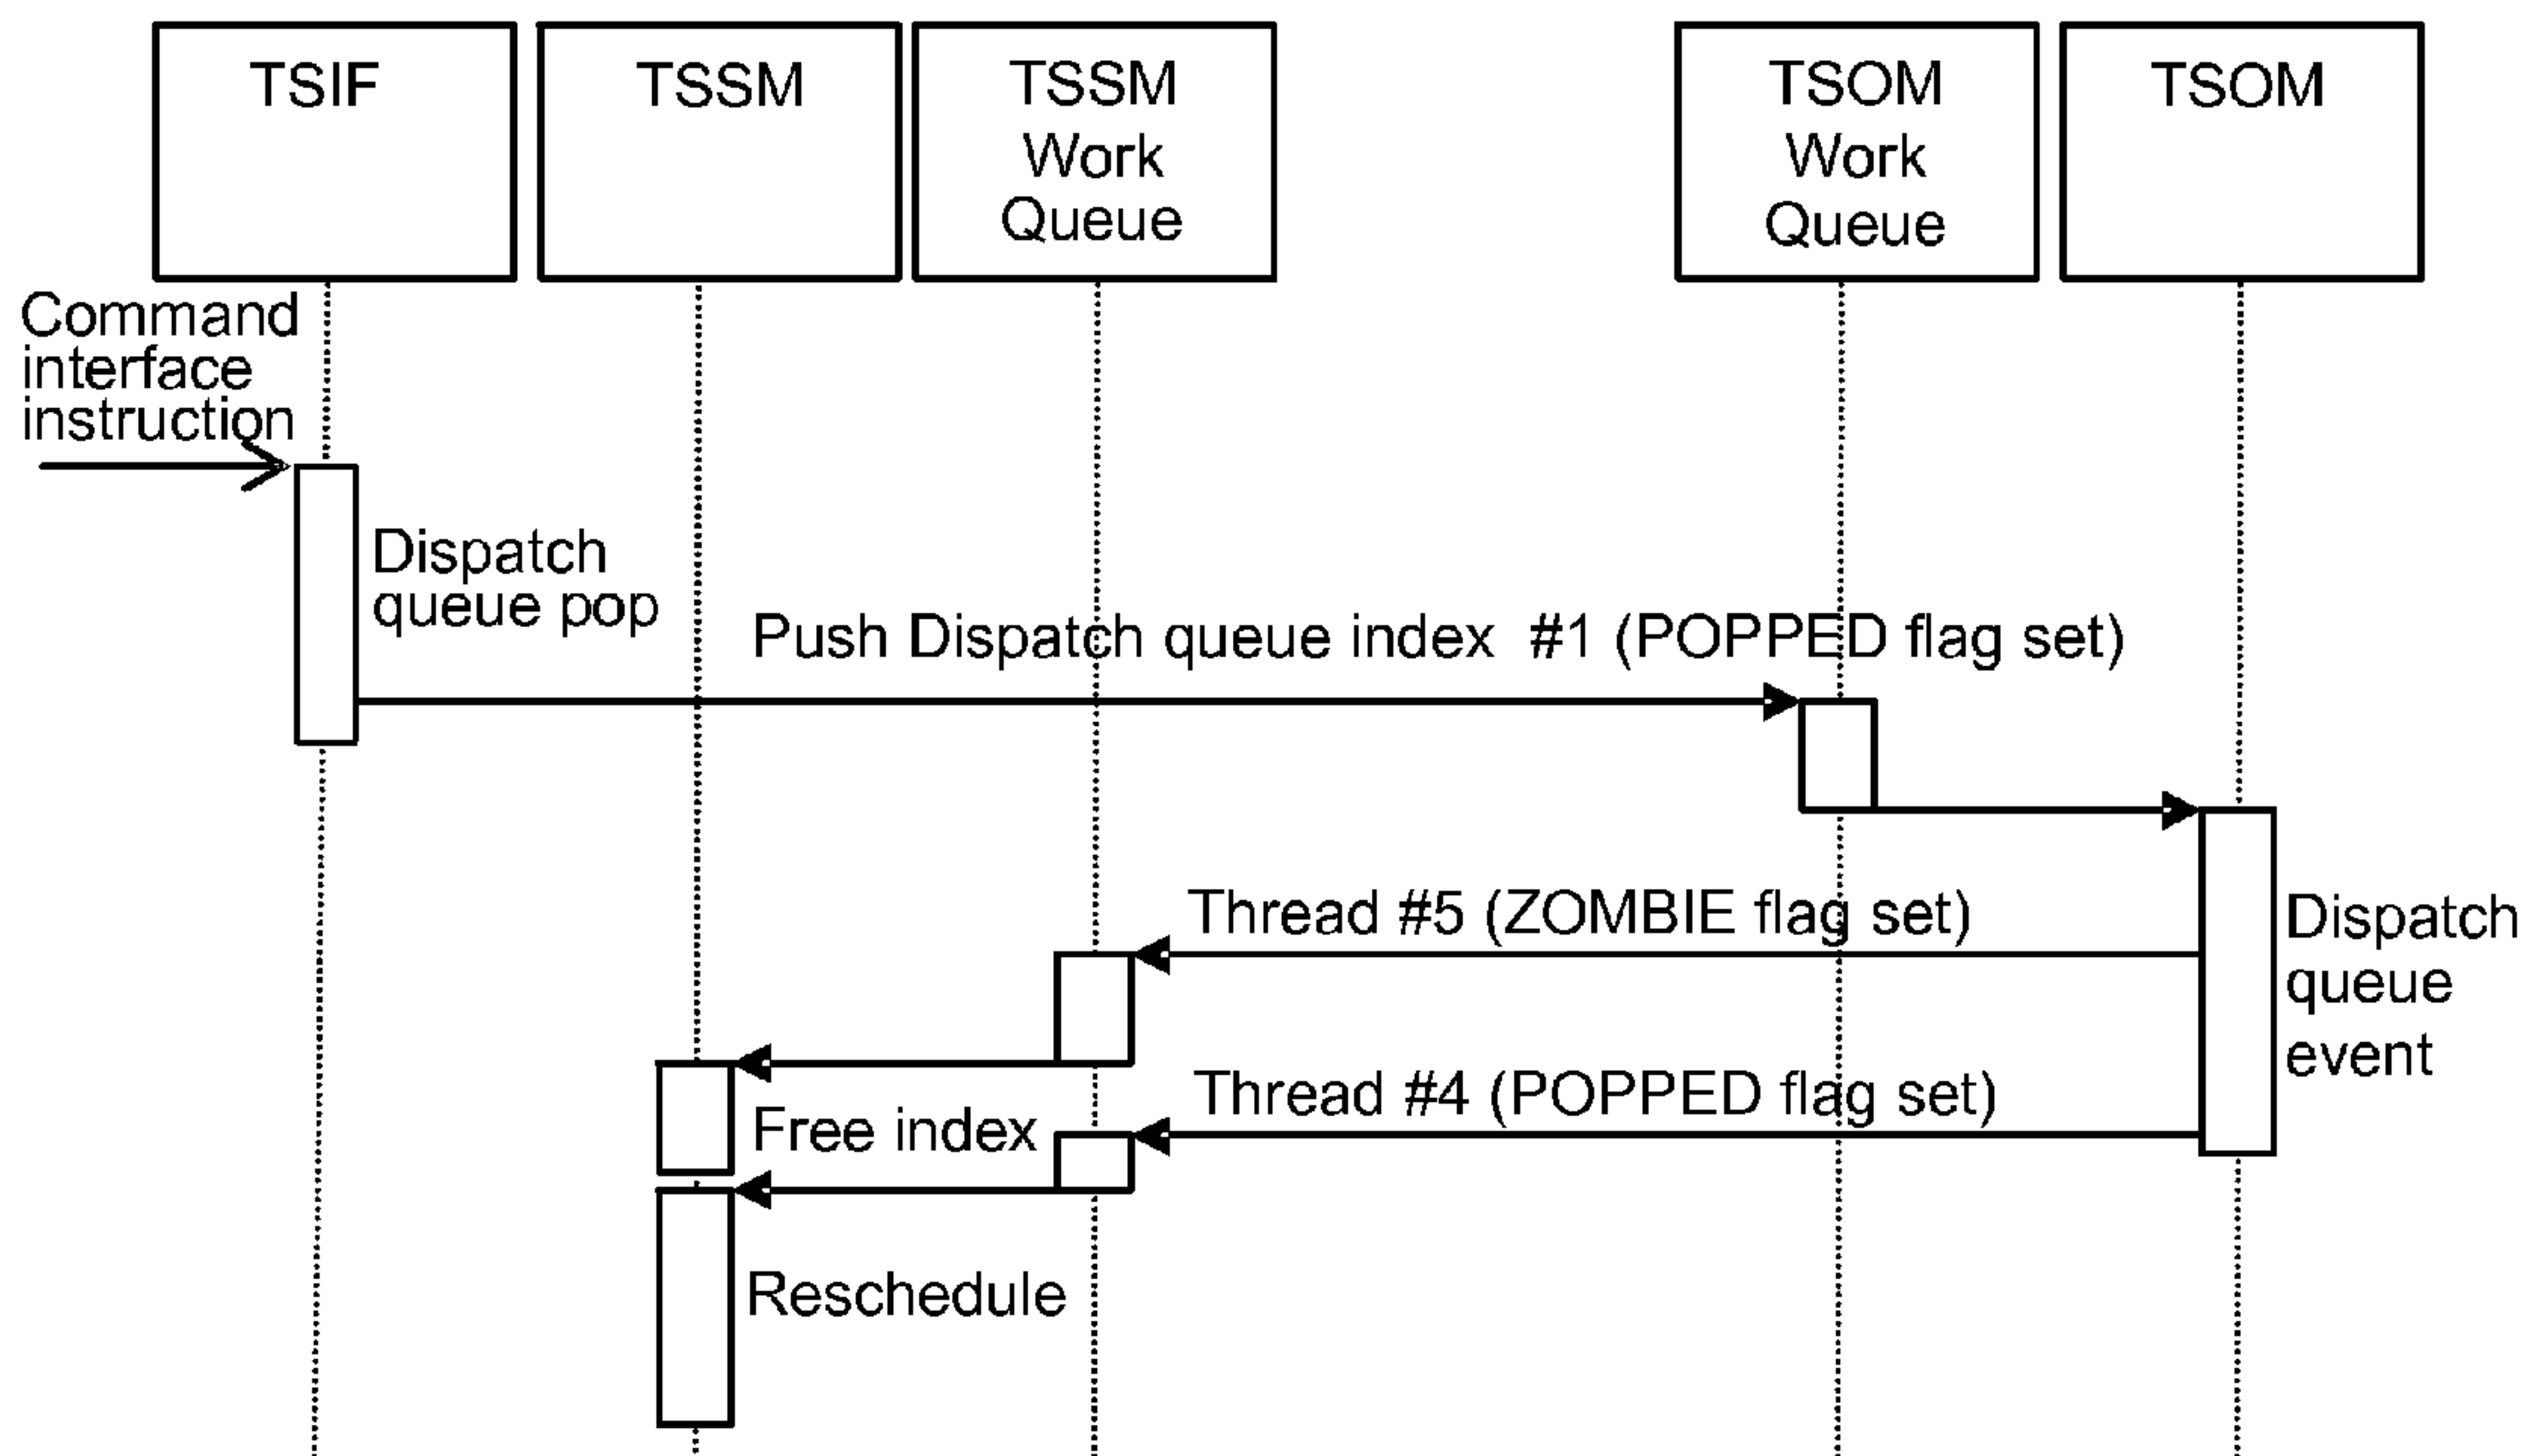 TSIF
TSSM
TSSM
Work
Queue
TSOM
Work
Queue
TSOM
Command
interface
instruction
Dispatch
queue pop
Push Dispatch queue index #1 (POPPED flag set)
Thread #5 (ZOMBIE flag set)
Dispatch
queue
event
Thread #4 (POPPED flag set)
Free index
Reschedule